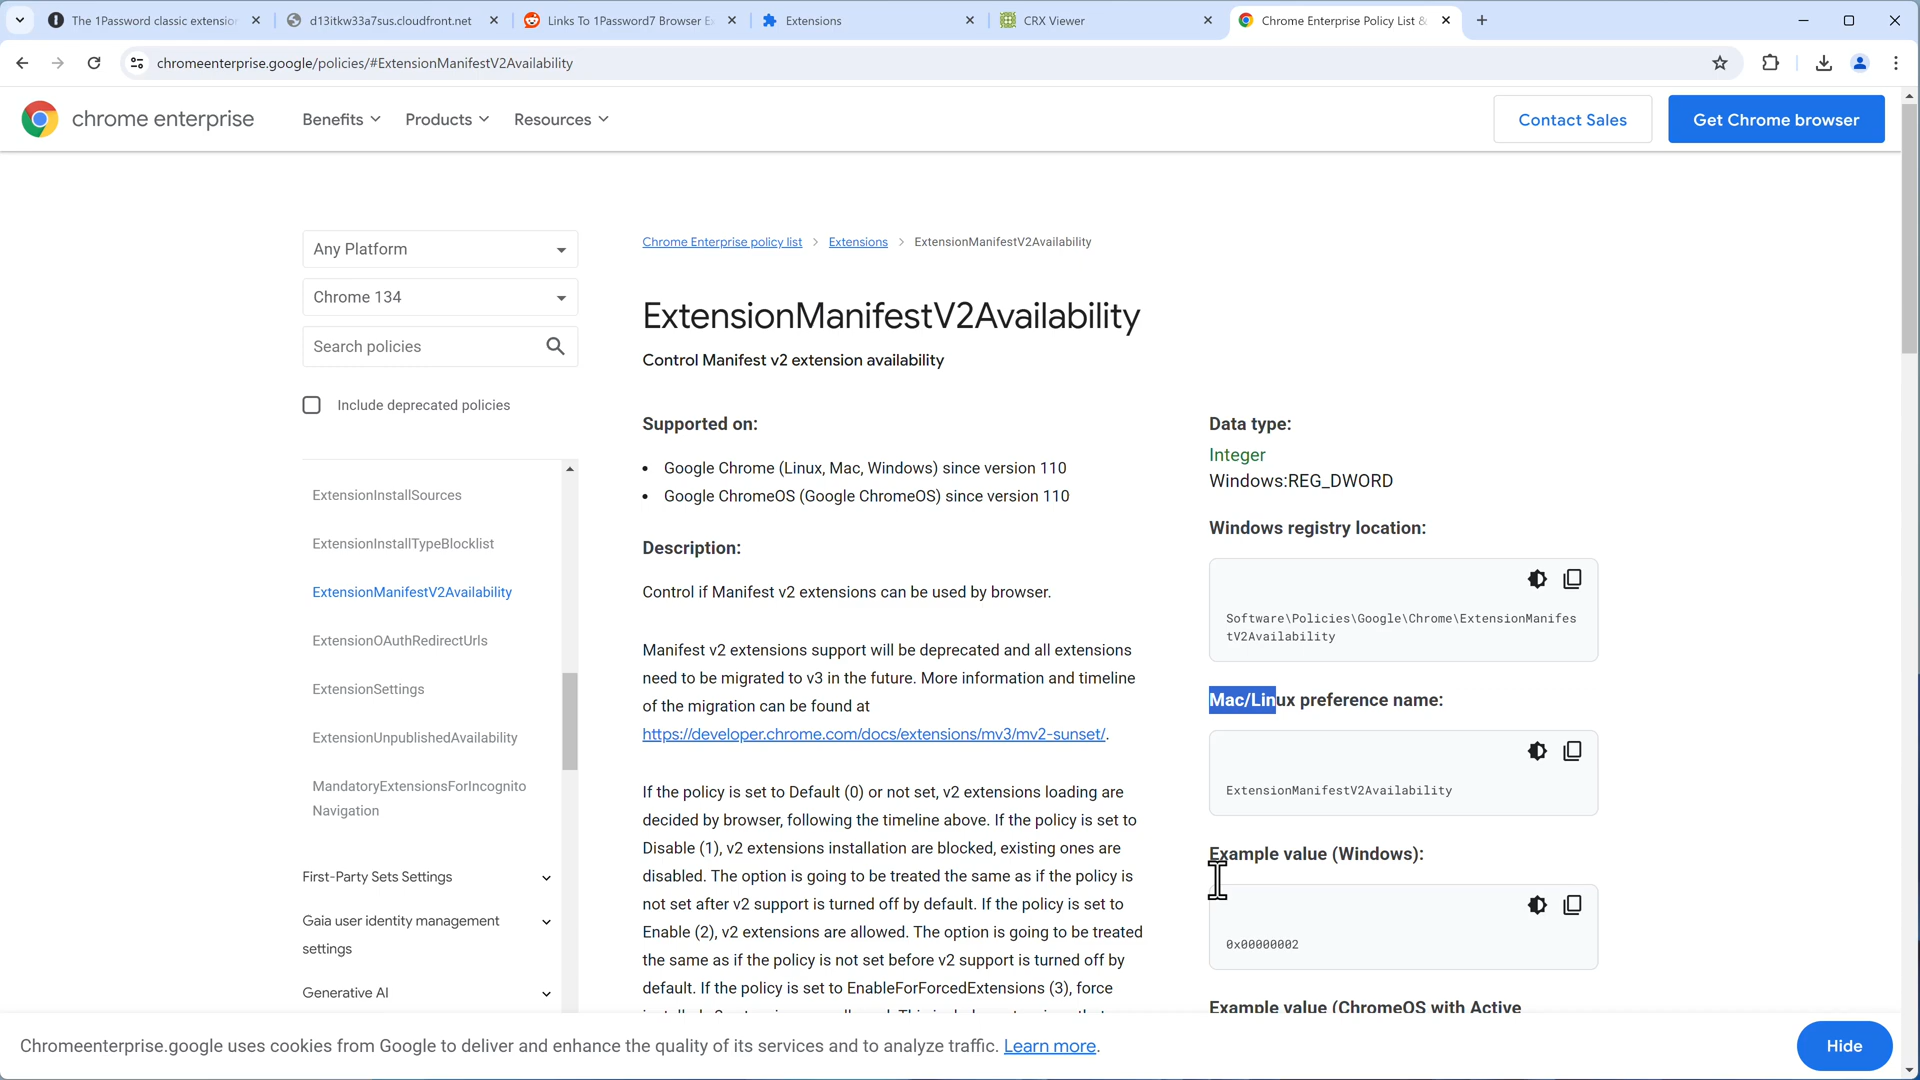 The 1Password classic extension
d13itkw33a7sus.cloudfront.net
Links To 1Password7 Browser E
Extensions
CRX Viewer
Chrome Enterprise Policy List &
chromeenterprise.google/policies/#ExtensionManifestV2Availability
chrome enterprise
Benefits
Products
Resources
Contact Sales
Get Chrome browser
Any Platform
Chrome 134
Search policies
Include deprecated policies
ExtensionInstallSources
ExtensionInstallTypeBlocklist
ExtensionManifestV2Availability
ExtensionOAuthRedirectUrls
ExtensionSettings
ExtensionUnpublishedAvailability
MandatoryExtensionsForIncognito
Navigation
First-Party Sets Settings
Gaia user identity management
settings
Generative AI
Chrome Enterprise policy list > Extensions > ExtensionManifestV2Availability
ExtensionManifestV2Availability
Control Manifest v2 extension availability
Supported on:
• Google Chrome (Linux, Mac, Windows) since version 110
• Google ChromeOS (Google ChromeOS) since version 110
Description:
Control if Manifest v2 extensions can be used by browser.
Manifest v2 extensions support will be deprecated and all extensions
need to be migrated to v3 in the future. More information and timeline
of the migration can be found at
https://developer.chrome.com/docs/extensions/mv3/mv2-sunset/.
If the policy is set to Default (0) or not set, v2 extensions loading are
decided by browser, following the timeline above. If the policy is set to
Disable (1), v2 extensions installation are blocked, existing ones are
disabled. The option is going to be treated the same as if the policy is
not set after v2 support is turned off by default. If the policy is set to
Enable (2), v2 extensions are allowed. The option is going to be treated
the same as if the policy is not set before v2 support is turned off by
default. If the policy is set to EnableForForcedExtensions (3), force
Data type:
Integer
Windows:REG_DWORD
Windows registry location:
Software\Policies\Google\Chrome\ExtensionManifes
tV2Availability
Mac/Linux preference name:
ExtensionManifestV2Availability
Example value (Windows):
0x00000002
Example value (ChromeOS with Active
Chromeenterprise.google uses cookies from Google to deliver and enhance the quality of its services and to analyze traffic. Learn more.
Hide